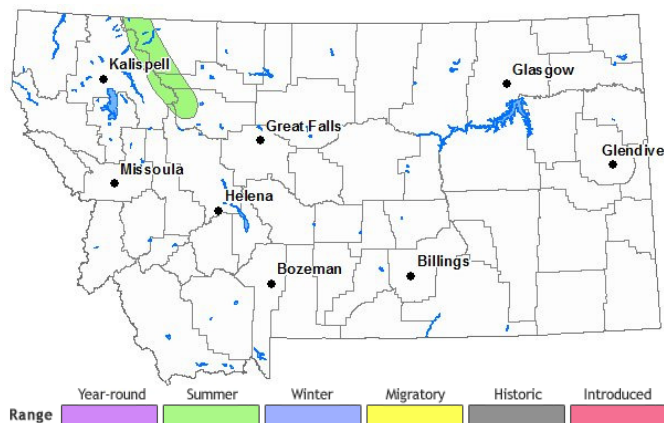 Kalispell
Glasgow
Great Falls
Glendive
Missoula
Helena
Billings
Bozeman
Year-round Summer Winter Migratory Historic Introduced
Range